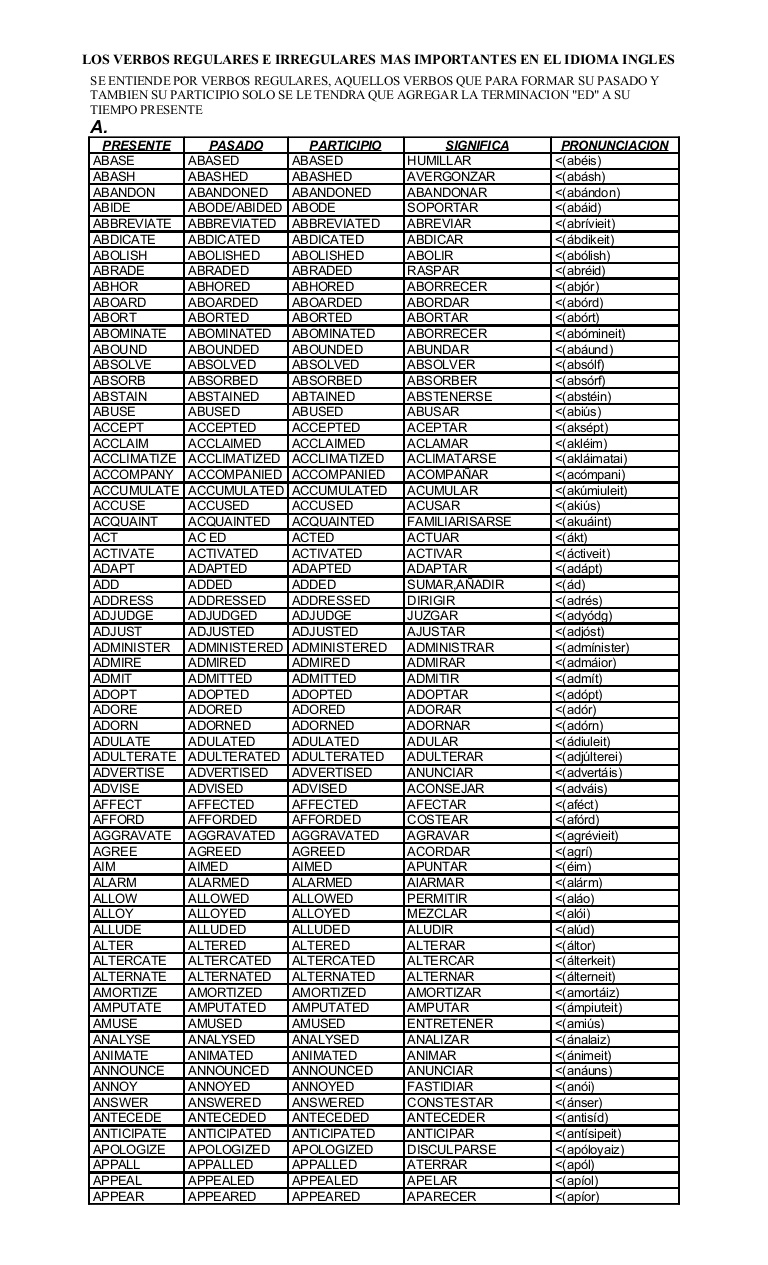 LOS VERBOS REGULARES E IRREGULARES MAS IMPORTANTES EN EL IDIOMA INGLES
SE ENTIENDE POR VERBOS REGULARES, AQUELLOS VERBOS QUE PARA FORMAR SU PASADO Y
TAMBIEN SU PARTICIPIO SOLO SE LE TENDRA QUE AGREGAR LA TERMINACION "ED" A SU
TIEMPO PRESENTE
A.
PRESENTE PASADO PARTICIPIO SIGNIFICA PRONUNCIACION
ABASE ABASED ABASED HUMILLAR <(abéis)
ABASH ABASHED ABASHED AVERGONZAR <(abásh)
ABANDON ABANDONED ABANDONED ABANDONAR <(abándon)
ABIDE ABODE/ABIDED ABODE SOPORTAR <(abáid)
ABBREVIATE ABBREVIATED ABBREVIATED ABREVIAR <(abrívieit)
ABDICATE ABDICATED ABDICATED ABDICAR <(ábdikeit)
ABOLISH ABOLISHED ABOLISHED ABOLIR <(abólish)
ABRADE ABRADED ABRADED RASPAR <(abréid)
ABHOR ABHORED ABHORED ABORRECER <(abjór)
ABOARD ABOARDED ABOARDED ABORDAR <(abórd)
ABORT ABORTED ABORTED ABORTAR <(abórt)
ABOMINATE ABOMINATED ABOMINATED ABORRECER <(abómineit)
ABOUND ABOUNDED ABOUNDED ABUNDAR <(abáund)
ABSOLVE ABSOLVED ABSOLVED ABSOLVER <(absólf)
ABSORB ABSORBED ABSORBED ABSORBER <(absórf)
ABSTAIN ABSTAINED ABTAINED ABSTENERSE <(abstéin)
ABUSE ABUSED ABUSED ABUSAR <(abiús)
ACCEPT ACCEPTED ACCEPTED ACEPTAR <(aksépt)
ACCLAIM ACCLAIMED ACCLAIMED ACLAMAR <(akléim)
ACCLIMATIZE ACCLIMATIZED ACCLIMATIZED ACLIMATARSE <(akláimatai)
ACCOMPANY ACCOMPANIED ACCOMPANIED ACOMPAÑAR <(acómpani)
ACCUMULATE ACCUMULATED ACCUMULATED ACUMULAR <(akúmiuleit)
ACCUSE ACCUSED ACCUSED ACUSAR <(akiús)
ACQUAINT ACQUAINTED ACQUAINTED FAMILIARISARSE <(akuáint)
ACT AC ED ACTED ACTUAR <(ákt)
ACTIVATE ACTIVATED ACTIVATED ACTIVAR <(áctiveit)
ADAPT ADAPTED ADAPTED ADAPTAR <(adápt)
ADD ADDED ADDED SUMAR,AÑADIR <(ád)
ADDRESS ADDRESSED ADDRESSED DIRIGIR <(adrés)
ADJUDGE ADJUDGED ADJUDGE JUZGAR <(adyódg)
ADJUST ADJUSTED ADJUSTED AJUSTAR <(adjóst)
ADMINISTER ADMINISTERED ADMINISTERED ADMINISTRAR <(admínister)
ADMIRE ADMIRED ADMIRED ADMIRAR <(admáior)
ADMIT ADMITTED ADMITTED ADMITIR <(admít)
ADOPT ADOPTED ADOPTED ADOPTAR <(adópt)
ADORE ADORED ADORED ADORAR <(adór)
ADORN ADORNED ADORNED ADORNAR <(adórn)
ADULATE ADULATED ADULATED ADULAR <(ádiuleit)
ADULTERATE ADULTERATED ADULTERATED ADULTERAR <(adjúlterei)
ADVERTISE ADVERTISED ADVERTISED ANUNCIAR <(advertáis)
ADVISE ADVISED ADVISED ACONSEJAR <(adváis)
AFFECT AFFECTED AFFECTED AFECTAR <(aféct)
AFFORD AFFORDED AFFORDED COSTEAR <(afórd)
AGGRAVATE AGGRAVATED AGGRAVATED AGRAVAR <(agrévieit)
AGREE AGREED AGREED ACORDAR <(agrí)
AIM AIMED AIMED APUNTAR <(éim)
ALARM ALARMED ALARMED AIARMAR <(alárm)
ALLOW ALLOWED ALLOWED PERMITIR <(aláo)
ALLOY ALLOYED ALLOYED MEZCLAR <(alói)
ALLUDE ALLUDED ALLUDED ALUDIR <(alúd)
ALTER ALTERED ALTERED ALTERAR <(áltor)
ALTERCATE ALTERCATED ALTERCATED ALTERCAR <(álterkeit)
ALTERNATE ALTERNATED ALTERNATED ALTERNAR <(álterneit)
AMORTIZE AMORTIZED AMORTIZED AMORTIZAR <(amortáiz)
AMPUTATE AMPUTATED AMPUTATED AMPUTAR <(ámpiuteit)
AMUSE AMUSED AMUSED ENTRETENER <(amiús)
ANALYSE ANALYSED ANALYSED ANALIZAR <(ánalaiz)
ANIMATE ANIMATED ANIMATED ANIMAR <(ánimeit)
ANNOUNCE ANNOUNCED ANNOUNCED ANUNCIAR <(anáuns)
ANNOY ANNOYED ANNOYED FASTIDIAR <(anói)
ANSWER ANSWERED ANSWERED CONSTESTAR <(ánser)
ANTECEDE ANTECEDED ANTECEDED ANTECEDER <(antisíd)
ANTICIPATE ANTICIPATED ANTICIPATED ANTICIPAR <(antísipeit)
APOLOGIZE APOLOGIZED APOLOGIZED DISCULPARSE <(apóloyaiz)
APPALL APPALLED APPALLED ATERRAR <(apól)
APPEAL APPEALED APPEALED APELAR <(apíol)
APPEAR APPEARED APPEARED APARECER <(apíor)